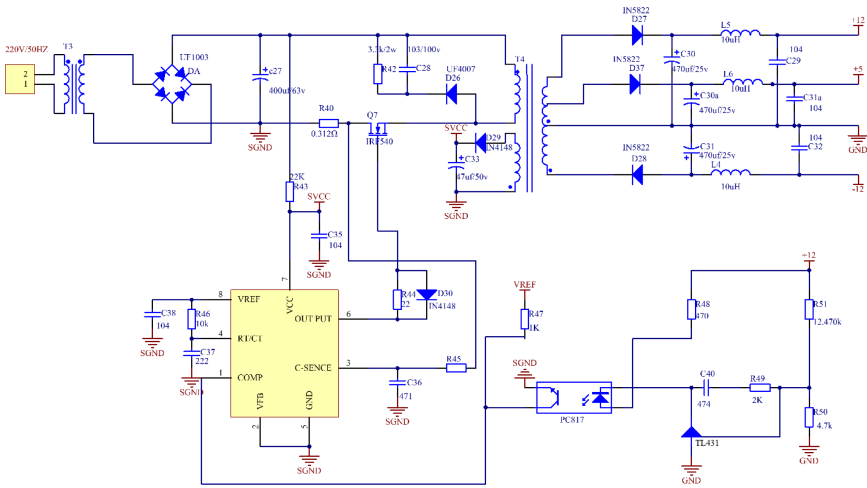 220V/50HZ
T3
2
1
UT1003
DA
c27
400uf/63v
SGND
R40
0.312Ω
3.3k/2w
R42
103/100v
C28
UF4007
D26
Q7
IRF540
SVCC
D29
IN4148
C33
47uf/50v
SGND
T4
IN5822
D27
IN5822
D37
IN5822
D28
C30
470uf/25v
C30a
470uf/25v
C31
470uf/25v
L5
10uH
L6
10uH
L4
10uH
104
C29
C31a
104
104
C32
+12
+5
GND
-12
22K
R43
SVCC
C35
104
SGND
7
VCC
8
VREF
4
RT/CT
1
COMP
OUT PUT
6
C-SENCE
3
VFB
GND
2
5
SGND
C38
104
SGND
R46
10k
C37
222
SGND
R44
22
D30
IN4148
R45
C36
471
SGND
VREF
R47
1K
SGND
PC817
R48
470
+12
R51
12.470k
C40
474
R49
2K
R50
4.7k
GND
TL431
GND